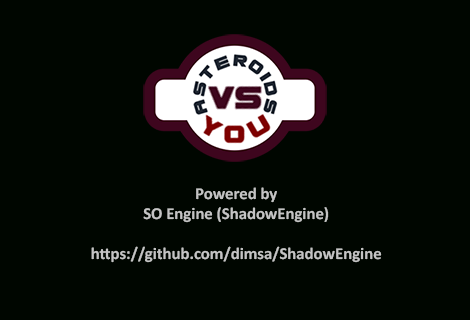 ASTEROIDS
VS
YOU
Powered by
SO Engine (ShadowEngine)
https://github.com/dimsa/ShadowEngine